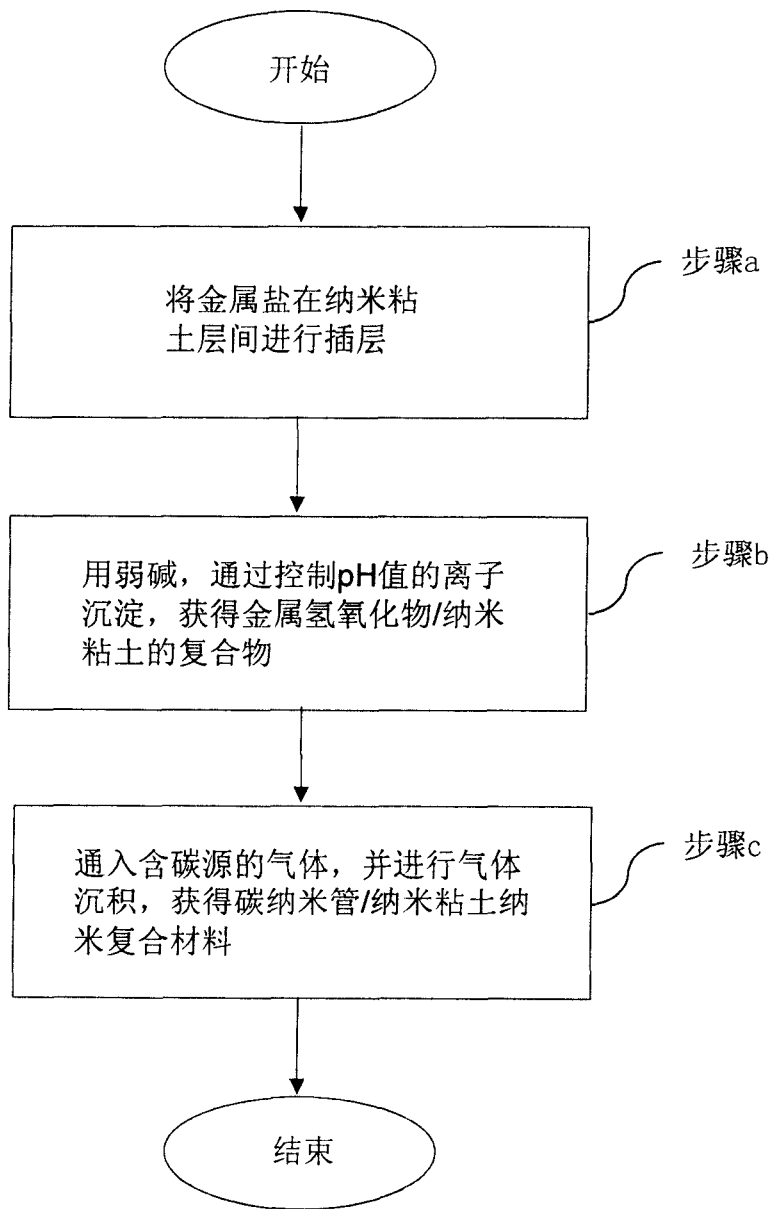 开始
将金属盐在纳米粘
土层间进行插层
步骤a
用弱碱，通过控制pH值的离子
沉淀，获得金属氢氧化物/纳米
粘土的复合物
步骤b
通入含碳源的气体，并进行气体
沉积，获得碳纳米管/纳米粘土纳
米复合材料
步骤c
结束